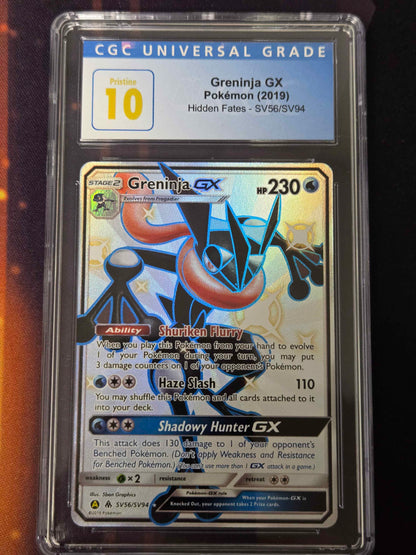 CGC UNIVERSAL GRADE
Pristine
10
Greninja GX
Pokémon (2019)
Hidden Fates - SV56/SV94
STAGE 2 Greninja GX HP 230
Evolves from Frogadier
Ability Shuriken Flurry
When you play this Pokémon from your hand to evolve
1 of your Pokémon during your turn, you may put
3 damage counters on 1 of your opponent's Pokémon.
Haze Slash 110
You may shuffle this Pokémon and all cards attached to it
into your deck.
Shadowy Hunter GX
This attack does 130 damage to 1 of your opponent's
Benched Pokémon. (Don't apply Weakness and Resistance
for Benched Pokémon.) (You can't use more than 1 GX attack in a game.)
weakness ×2 resistance retreat
Pokémon-GX rule
When your Pokémon-GX is
Knocked Out, your opponent takes 2 Prize cards.
Illus. 5ban Graphics
A SV56/SV94
©2019 Pokémon